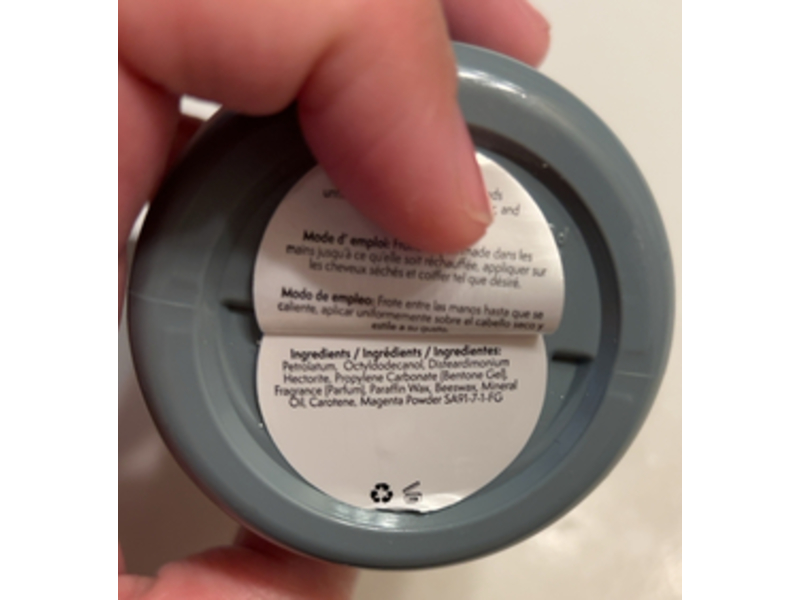 and
Mode d' emploi: dans les
mains jusqu'à ce qu'elle soit réchauffée, appliquer sur
les cheveux séchés et coiffer tel que désiré.
Modo de empleo: Frote entre las manos hasta que se
caliente, aplicar uniformemente sobre el cabello seco y
estile a su gusto.
Ingredients / Ingrédients / Ingredientes:
Petrolatum, Octyldodecanol, Disteardimonium
Hectorite, Propylene Carbonate (Bentone Gel),
Fragrance (Parfum), Paraffin Wax, Beeswax, Mineral
Oil, Carotene, Magenta Powder SA91-7-1-FG